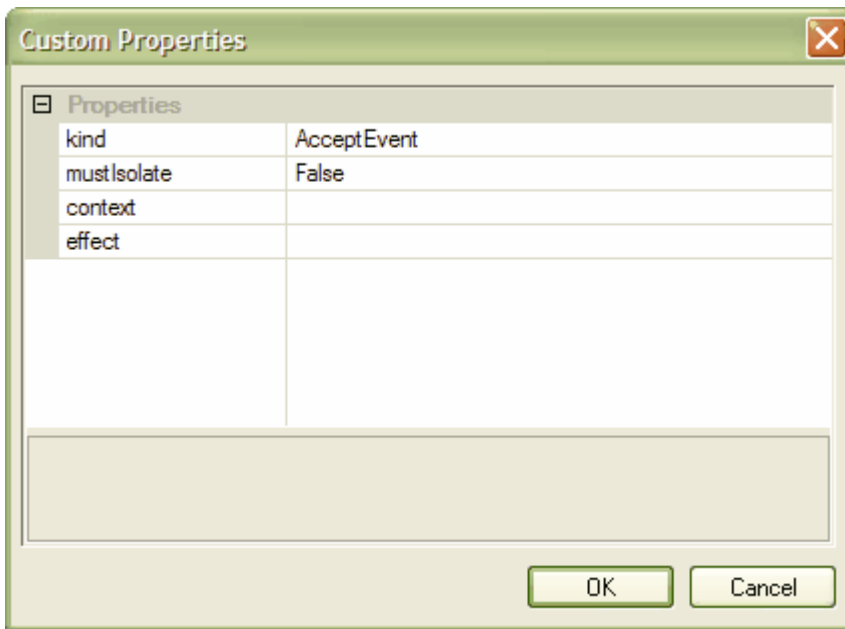 Custom Properties
Properties
kind AcceptEvent
mustIsolate False
context
effect
OK Cancel